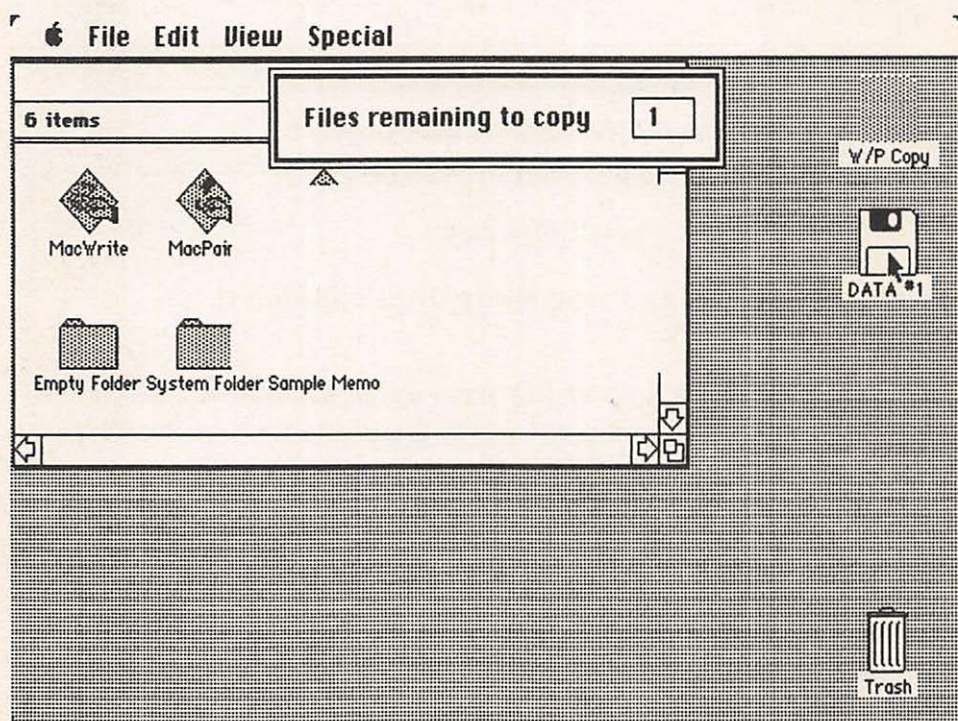 File Edit View Special
6 items
Files remaining to copy 1
W/P Copy
MacWrite MacPair
DATA #1
Empty Folder System Folder Sample Memo
Trash